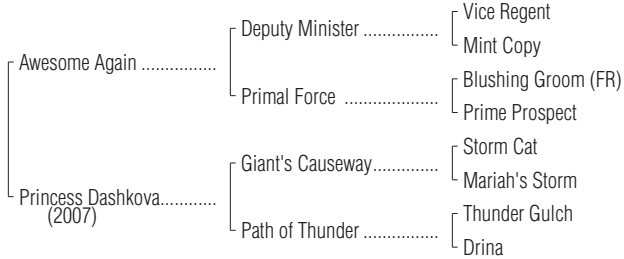 Vice Regent
Deputy Minister ..................
Mint Copy
Awesome Again ................
Blushing Groom (FR)
Primal Force ......................
Prime Prospect
Storm Cat
Giant's Causeway...............
Mariah's Storm
Princess Dashkova.............
(2007)
Thunder Gulch
Path of Thunder ..................
Drina